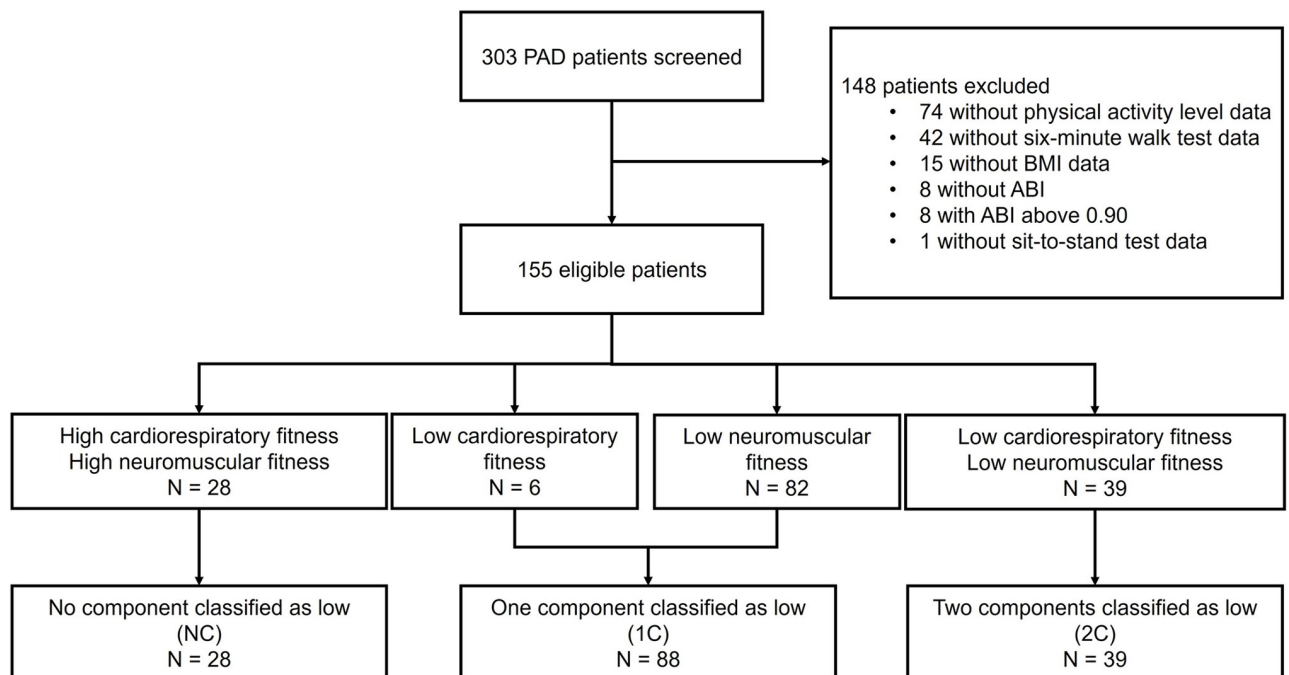 303 PAD patients screened
148 patients excluded
• 74 without physical activity level data
• 42 without six-minute walk test data
• 15 without BMI data
• 8 without ABI
• 8 with ABI above 0.90
• 1 without sit-to-stand test data
155 eligible patients
High cardiorespiratory fitness
High neuromuscular fitness
N = 28
Low cardiorespiratory
fitness
N = 6
Low neuromuscular
fitness
N = 82
Low cardiorespiratory fitness
Low neuromuscular fitness
N = 39
No component classified as low
(NC)
N = 28
One component classified as low
(1C)
N = 88
Two components classified as low
(2C)
N = 39